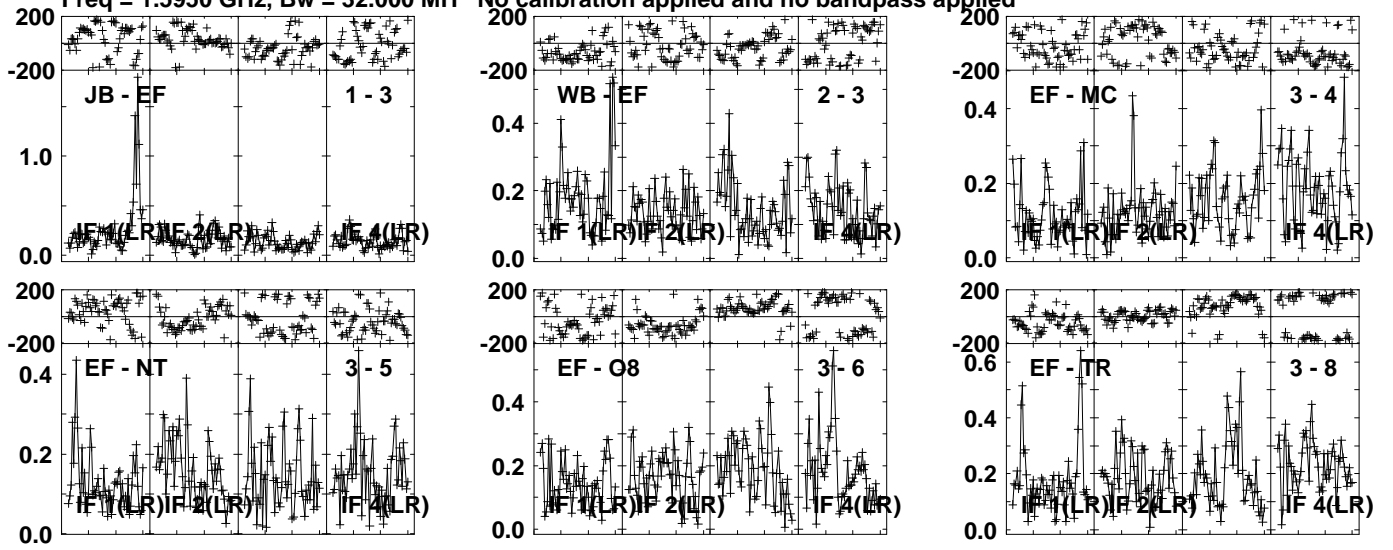 Freq = 1.5950 GHz, Bw = 32.000 MH No calibration applied and no bandpass applied
200 200 200
-200 -200 -200
JB - EF 1 - 3 WB - EF 2 - 3 EF - MC 3 - 4
1.0 0.4 0.4
0.2 0.2
IF 1(LR) IF 2(LR) IF 4(LR) IF 1(LR) IF 2(LR) IF 4(LR) IF 1(LR) IF 2(LR) IF 4(LR)
0.0 0.0 0.0
200 200 200
-200 -200 -200
EF - NT 3 - 5 EF - O8 3 - 6 EF - TR 3 - 8
0.4 0.4 0.6
0.4
0.2 0.2 0.2
IF 1(LR) IF 2(LR) IF 4(LR) IF 1(LR) IF 2(LR) IF 4(LR) IF 1(LR) IF 2(LR) IF 4(LR)
0.0 0.0 0.0